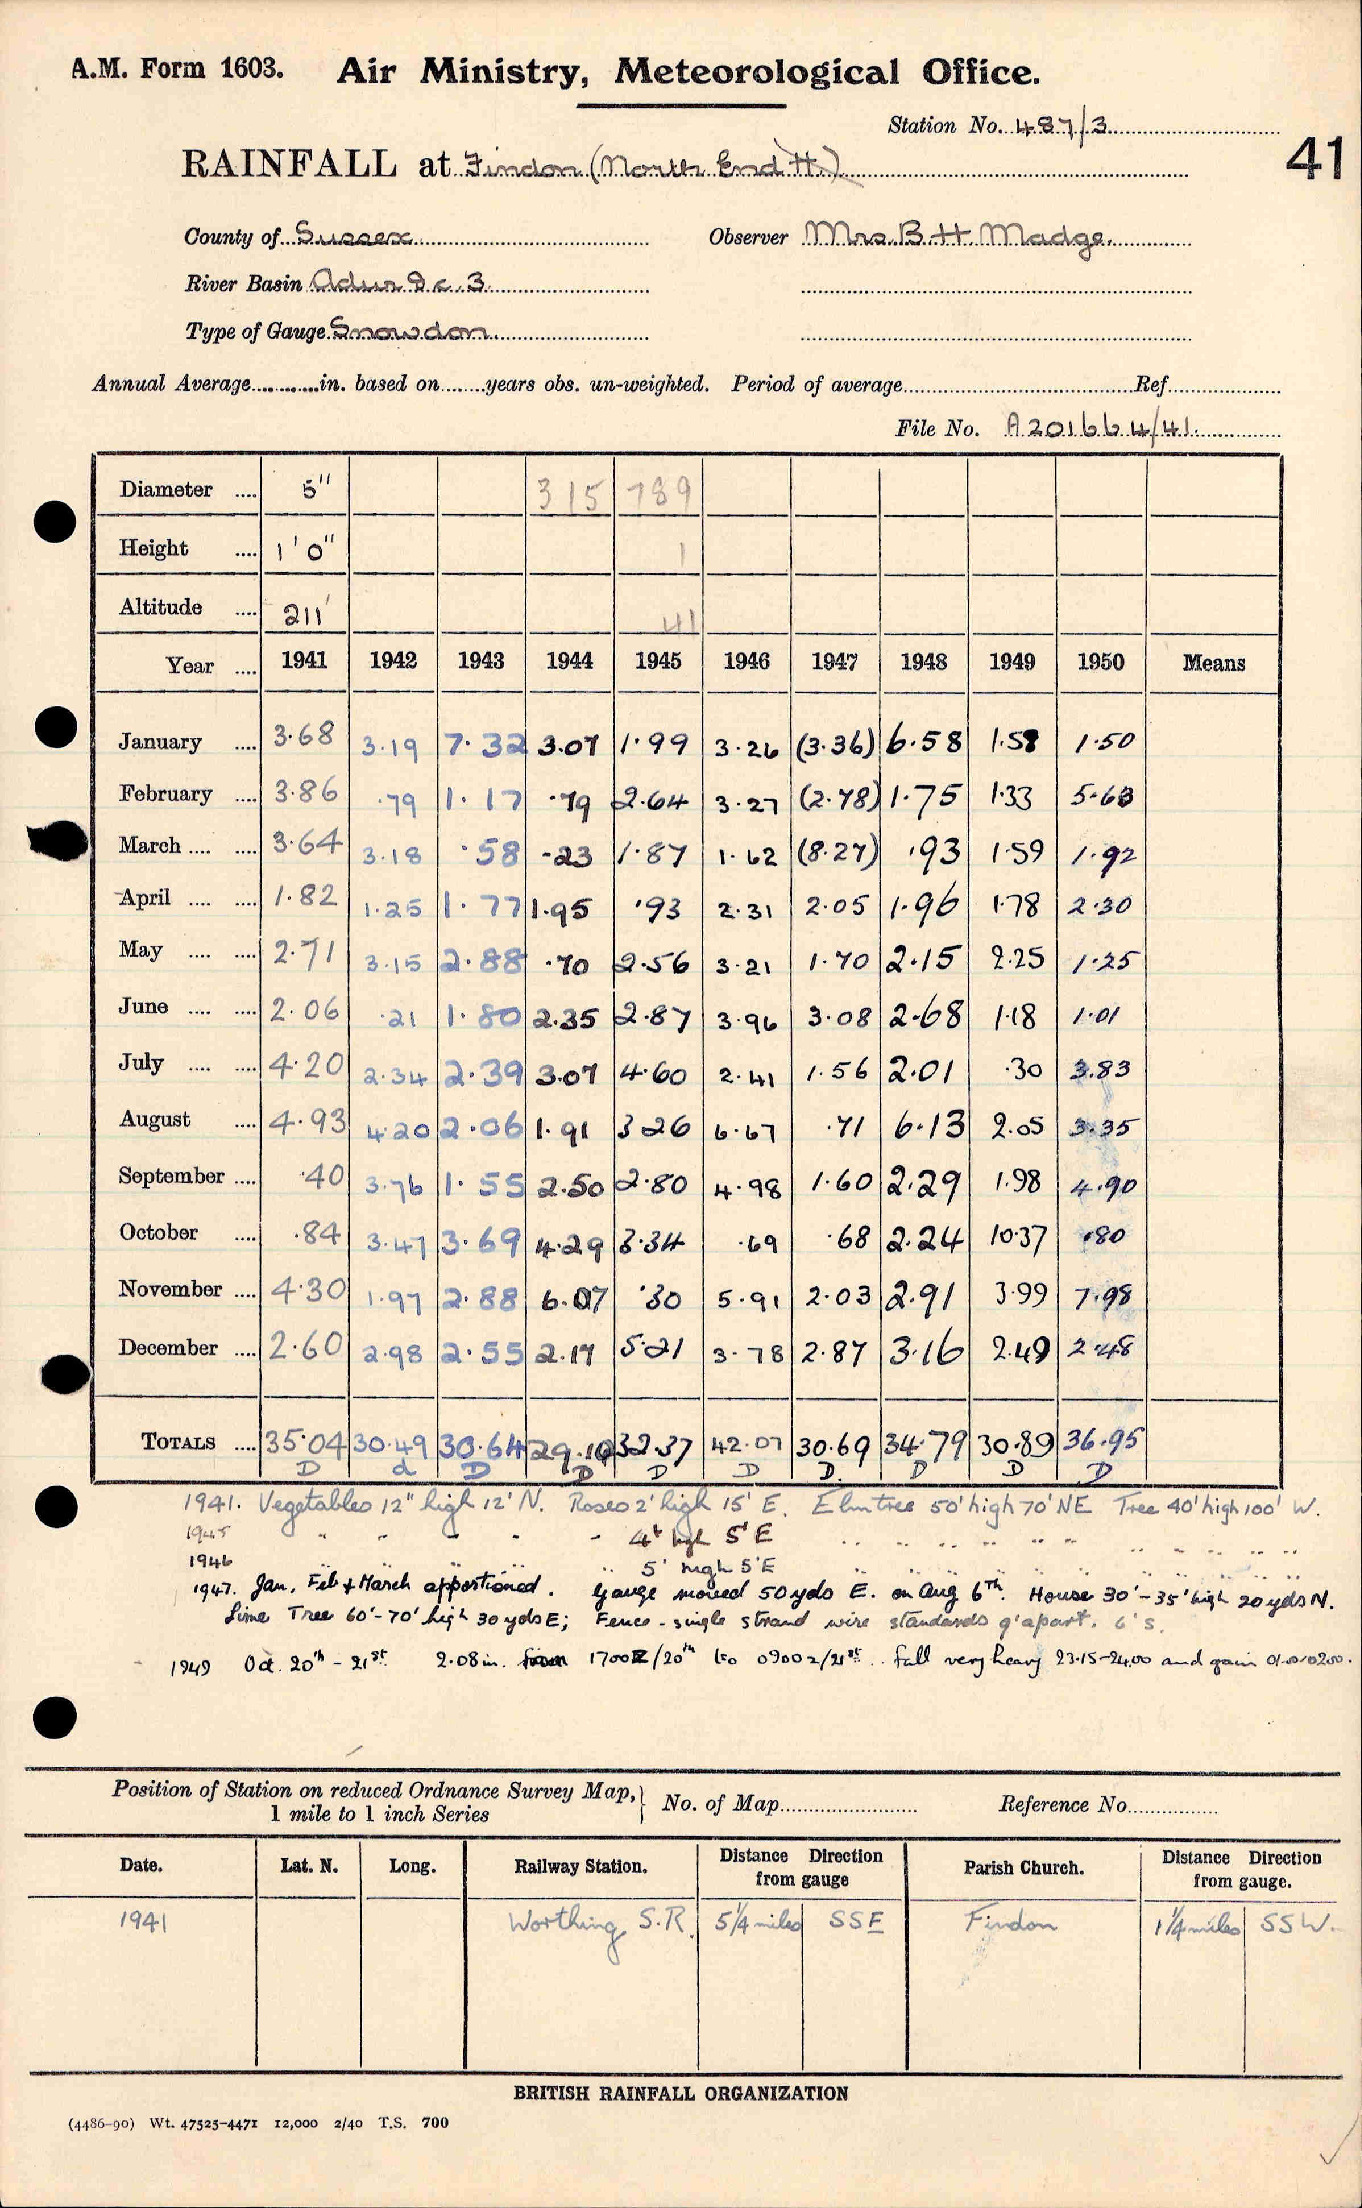 A.M. Form 1603. Air Ministry, Meteorological Office.
Station No. 487/3
41
RAINFALL at Findon (North End H.)
County of Sussex Observer Mrs. B. H. Madge.
River Basin Adur & c. 3
Type of Gauge Snowdon
Annual Average............in. based on.......years obs. un-weighted. Period of average.......... Ref..........
File No. A201664/41
Diameter .... 5" 315 789
Height .... 1' 0" 1
Altitude .... 211' 41
Year .... 1941 1942 1943 1944 1945 1946 1947 1948 1949 1950 Means
January .... 3.68 3.19 7.32 3.07 1.99 3.26 (3.36) 6.58 1.58 1.50
February .... 3.86 .79 1.17 .79 2.64 3.27 (2.78) 1.75 1.33 5.63
March .... .... 3.64 3.18 .58 .23 1.87 1.62 (8.27) .93 1.59 1.92
April .... .... 1.82 1.25 1.77 1.95 .93 2.31 2.05 1.96 1.78 2.30
May .... .... 2.71 3.15 2.88 .70 2.56 3.21 1.70 2.15 2.25 1.25
June .... .... 2.06 .21 1.80 2.35 2.87 3.96 3.08 2.68 1.18 1.01
July .... .... 4.20 2.34 2.39 3.07 4.60 2.41 1.56 2.01 .30 3.83
August .... 4.93 4.20 2.06 1.91 3.26 6.67 .71 6.13 2.05 3.35
September .... .40 3.76 1.55 2.50 2.80 4.98 1.60 2.29 1.98 4.90
October .... .84 3.47 3.69 4.29 3.34 .69 .68 2.24 10.37 .80
November .... 4.30 1.97 2.88 6.07 .30 5.91 2.03 2.91 3.99 7.98
December .... 2.60 2.98 2.55 2.17 5.21 3.78 2.87 3.16 2.49 2.48
TOTALS .... 35.04 30.49 30.64 29.10 32.37 42.07 30.69 34.79 30.89 36.95
D d D D D D D. D D D
1941. Vegetables 12" high 12' N. Roses 2' high 15' E. Elm tree 50' high 70' NE Tree 40' high 100' W.
1945 " " " " " 4' high 5' E " " " " " " " " " "
1946 " " " " " 5' high 5' E " " " " " " " " " "
1947. Jan, Feb & March apportioned. Gauge moved 50 yds E. on Aug 6th. House 30'-35' high 20 yds N.
Lime Tree 60'-70' high 30 yds E; Fence - single strand wire standards 9' apart. 6's.
1949 Oct 20th - 21st 2.08 in. from 1700Z/20th to 0900Z/21st. Fall very heavy 23.15-24.00 and again 01.00-0200.
Position of Station on reduced Ordnance Survey Map, } No. of Map.......... Reference No..........
1 mile to 1 inch Series
Date. Lat. N. Long. Railway Station. Distance from gauge Direction Parish Church. Distance from gauge. Direction
1941 Worthing S.R. 5 1/4 miles SSE Findon 1 1/4 miles SSW.
BRITISH RAINFALL ORGANIZATION
(4486-90) Wt. 47525-4471 12,000 2/40 T.S. 700